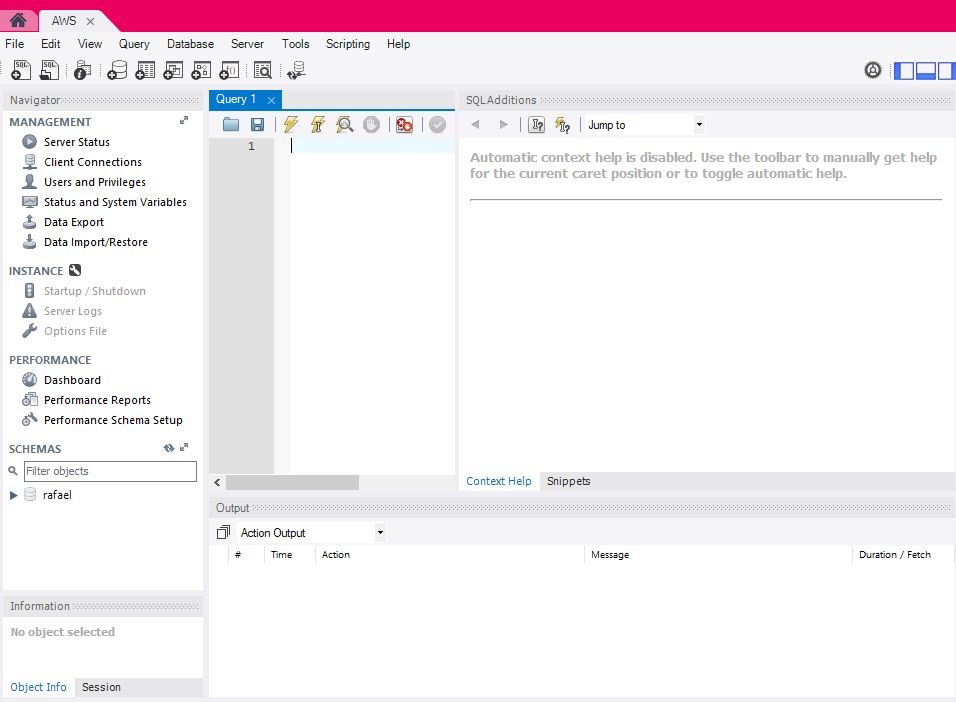 AWS
File Edit View Query Database Server Tools Scripting Help
SQL SQL
Navigator
MANAGEMENT
Server Status
Client Connections
Users and Privileges
Status and System Variables
Data Export
Data Import/Restore
INSTANCE
Startup / Shutdown
Server Logs
Options File
PERFORMANCE
Dashboard
Performance Reports
Performance Schema Setup
SCHEMAS
Filter objects
rafael
Information
No object selected
Object Info Session
Query 1
1
SQLAdditions
Jump to
Automatic context help is disabled. Use the toolbar to manually get help
for the current caret position or to toggle automatic help.
Context Help Snippets
Output
Action Output
# Time Action Message Duration / Fetch